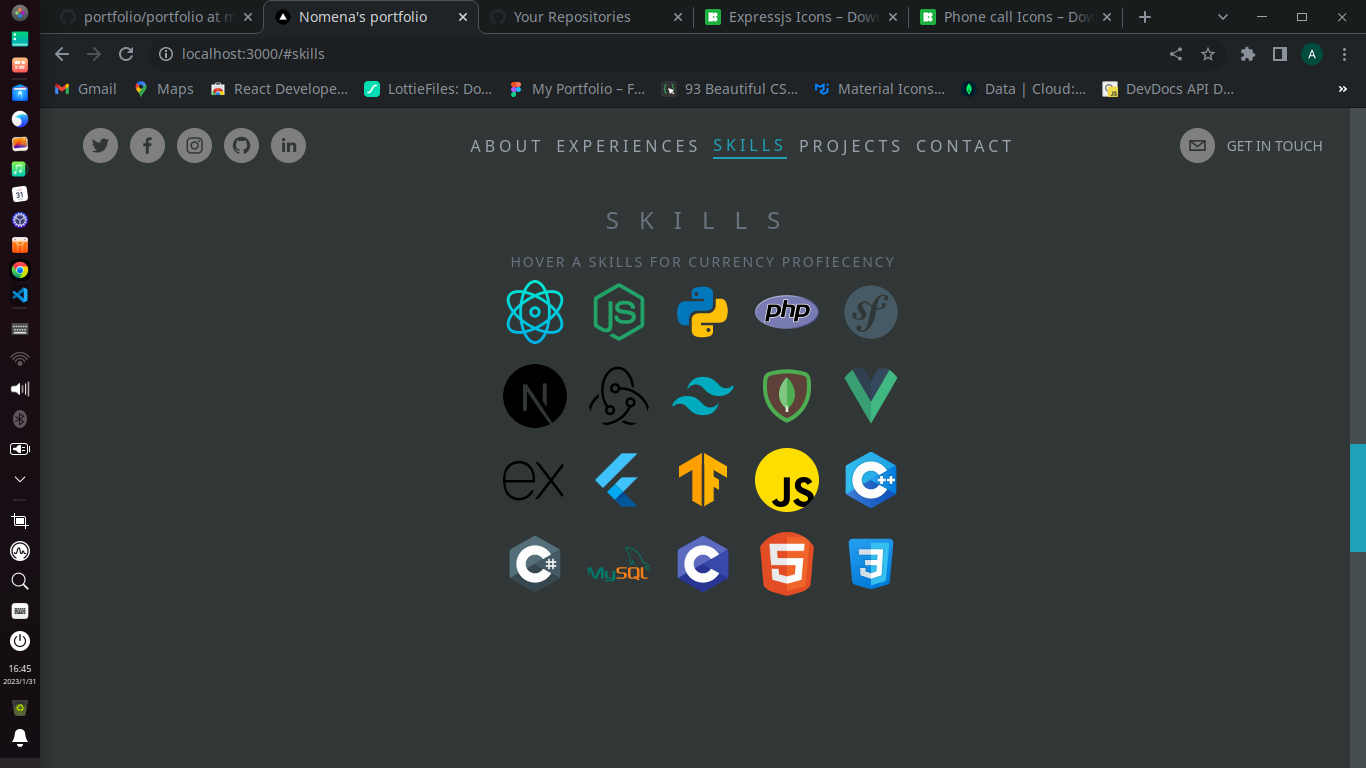 portfolio/portfolio at m
Nomena's portfolio
Your Repositories
Expressjs Icons – Dow
Phone call Icons – Dow
localhost:3000/#skills
A
Gmail
Maps
React Develope...
LottieFiles: Do...
My Portfolio – F...
93 Beautiful CS...
Material Icons...
Data | Cloud:...
DevDocs API D...
»
ABOUT EXPERIENCES SKILLS PROJECTS CONTACT
GET IN TOUCH
SKILLS
HOVER A SKILLS FOR CURRENCY PROFIECENCY
JS
php
sf
N
ex
TF
JS
C++
C#
MySQL
C
5
3
31
16:45
2023/1/31